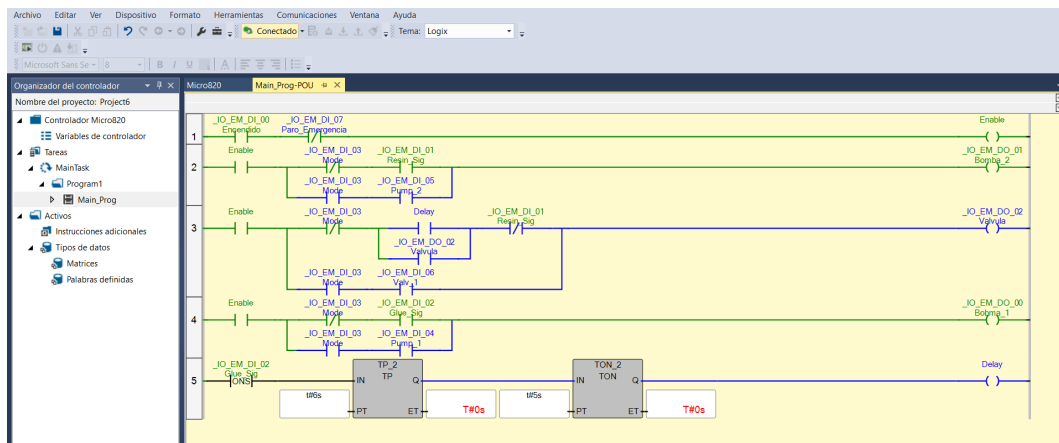 Archivo Editar Ver Dispositivo Formato Herramientas Comunicaciones Ventana Ayuda
Conectado Tema: Logix
Microsoft Sans Se 8 B I U A
Organizador del controlador Micro820 Main_Prog-POU
Nombre del proyecto: Project6
Controlador Micro820
Variables de controlador
Tareas
MainTask
Program1
Main_Prog
Activos
Instrucciones adicionales
Tipos de datos
Matrices
Palabras definidas
_IO_EM_DI_00 _IO_EM_DI_07
Encendido Paro_Emergencia Enable
1
Enable _IO_EM_DI_03 _IO_EM_DI_01 _IO_EM_DO_01
Mode Resin_Sig Bomba_2
2
_IO_EM_DI_03 _IO_EM_DI_05
Mode Pump_2
Enable _IO_EM_DI_03 Delay _IO_EM_DI_01 _IO_EM_DO_02
Mode Resin_Sig Valvula
3
_IO_EM_DO_02
Valvula
_IO_EM_DI_03 _IO_EM_DI_06
Mode Valv_1
Enable _IO_EM_DI_03 _IO_EM_DI_02 _IO_EM_DO_00
Mode Glue_Sig Bobma_1
4
_IO_EM_DI_03 _IO_EM_DI_04
Mode Pump_1
_IO_EM_DI_02 TP_2 TON_2 Delay
Glue_Sig TP TON
5 ONS IN Q IN Q
t#6s t#5s
PT ET T#0s PT ET T#0s